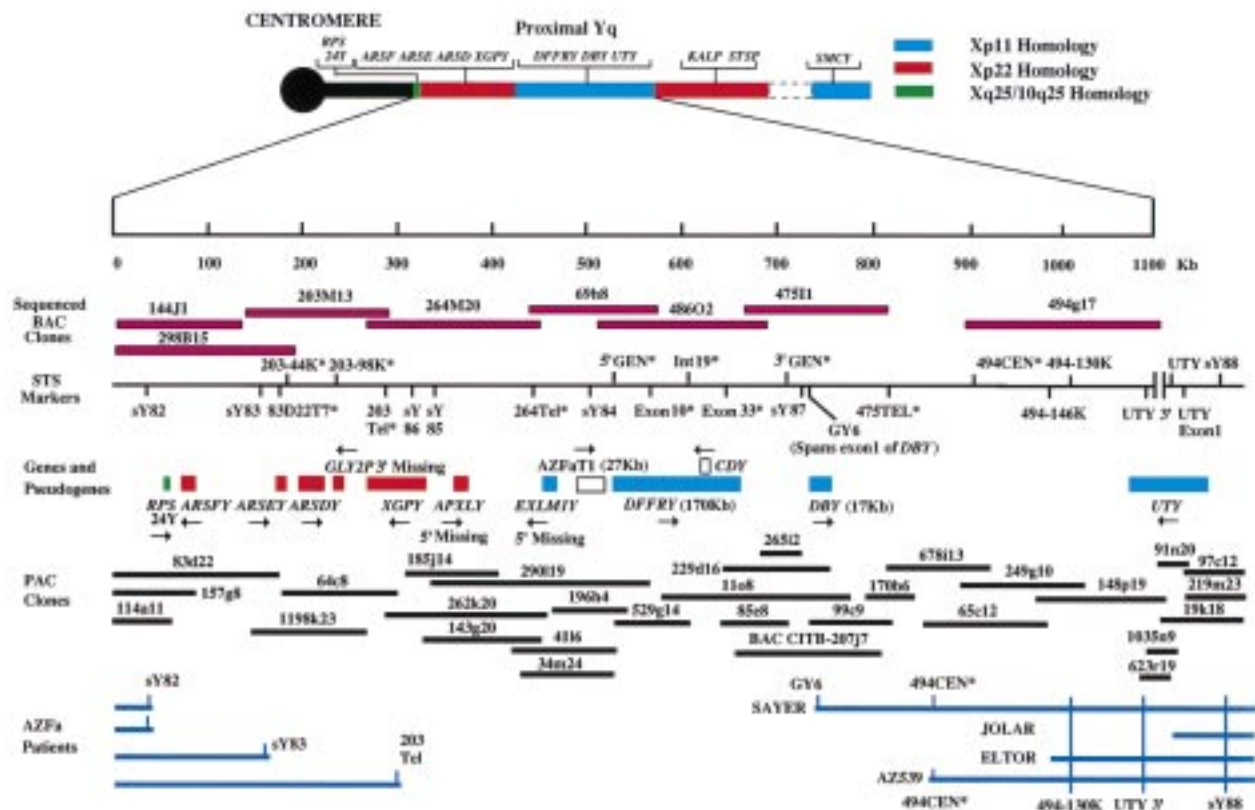 CENTROMERE
Proximal Yq
RPS
24Y ARSF ARSE ARSD XGPY DFFRY DBY UTY KALP STSP SMCY
Xp11 Homology
Xp22 Homology
Xq25/10q25 Homology
0 100 200 300 400 500 600 700 800 900 1000 1100 Kb
Sequenced
BAC
Clones
144J1 203M13 264M20 69h8 486O2 475I1 494g17
298B15
STS
Markers
203-44K* 203-98K* 5' GEN* Int19* 3' GEN* 494CEN* 494-130K UTY sY88
sY82 sY83 83D22T7* 203 sY sY 264Tel* sY84 Exon10* Exon 33* sY87 475TEL* 494-146K UTY 3' UTY
Tel* 86 85 GY6 Exon1
(Spans exon1 of DBY)
Genes and
Pseudogenes
GLY2P 3' Missing AZFaT1 (27Kb) CDY
RPS ARSFY ARSEY ARSDY XGPY APXLY EXLM1Y DFFRY (170Kb) DBY (17Kb) UTY
24Y
5' Missing 5' Missing
PAC
Clones
83d22 185j14 265i2 678i13 91n20 97c12
157g8 64c8 290l19 229d16 249g10
114a11 262k20 196h4 11o8 170h6 148p19 219m23
1198k23 143g20 529g14 85e8 99c9 65c12 19k18
41l6 BAC CITB-207j7 1035n9
34m24 623r19
AZFa
Patients
sY82
sY83
203
Tel
GY6 494CEN*
SAYER
JOLAR
ELTOR
AZ539
494CEN* 494-130K UTY 3' sY88